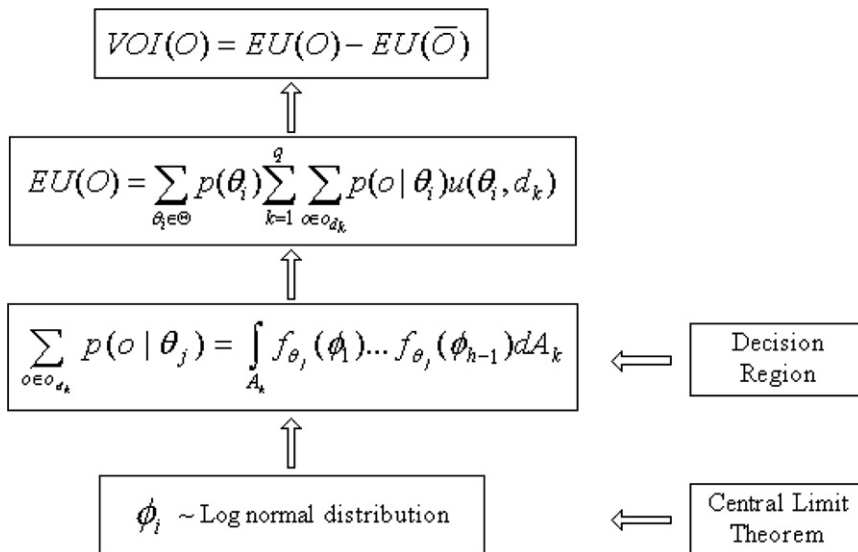 VOI(O) = EU(O) − EU(O̅)
EU(O) = ∑_{θ_i∈Θ} p(θ_i) ∑_{k=1}^{q} ∑_{o∈o_{d_k}} p(o | θ_i)u(θ_i, d_k)
∑_{o∈o_{d_k}} p(o | θ_j) = ∫_{A_k} f_{θ_j}(ϕ_1)... f_{θ_j}(ϕ_{h−1})dA_k
Decision
Region
ϕ_i ~ Log normal distribution
Central Limit
Theorem